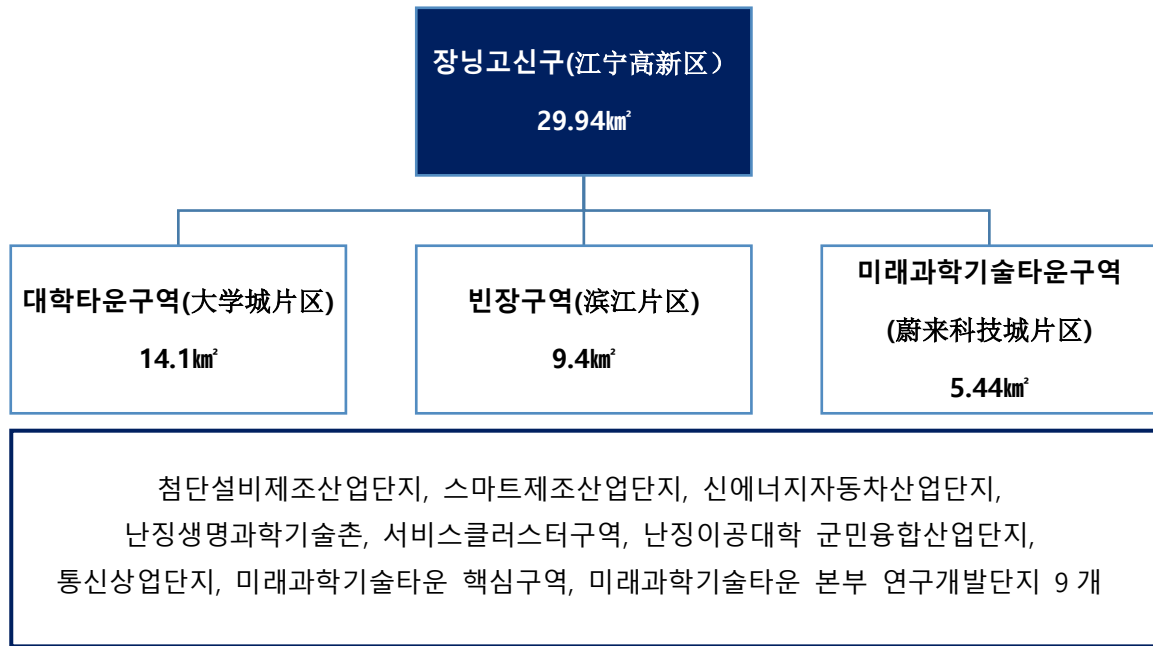 장닝고신구(江宁高新区）
29.94㎢
대학타운구역(大学城片区)
14.1㎢
빈장구역(滨江片区)
9.4㎢
미래과학기술타운구역
(蔚来科技城片区)
5.44㎢
첨단설비제조산업단지, 스마트제조산업단지, 신에너지자동차산업단지,
난징생명과학기술촌, 서비스클러스터구역, 난징이공대학 군민융합산업단지,
통신상업단지, 미래과학기술타운 핵심구역, 미래과학기술타운 본부 연구개발단지 9 개